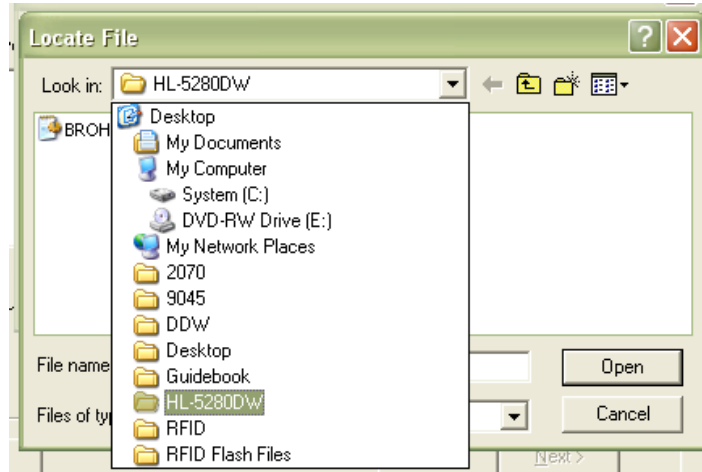 Locate File
Look in: HL-5280DW
BROH
Desktop
My Documents
My Computer
System (C:)
DVD-RW Drive (E:)
My Network Places
2070
9045
DDW
Desktop
Guidebook
HL-5280DW
RFID
RFID Flash Files
File name
Open
Files of ty
Cancel
Next >